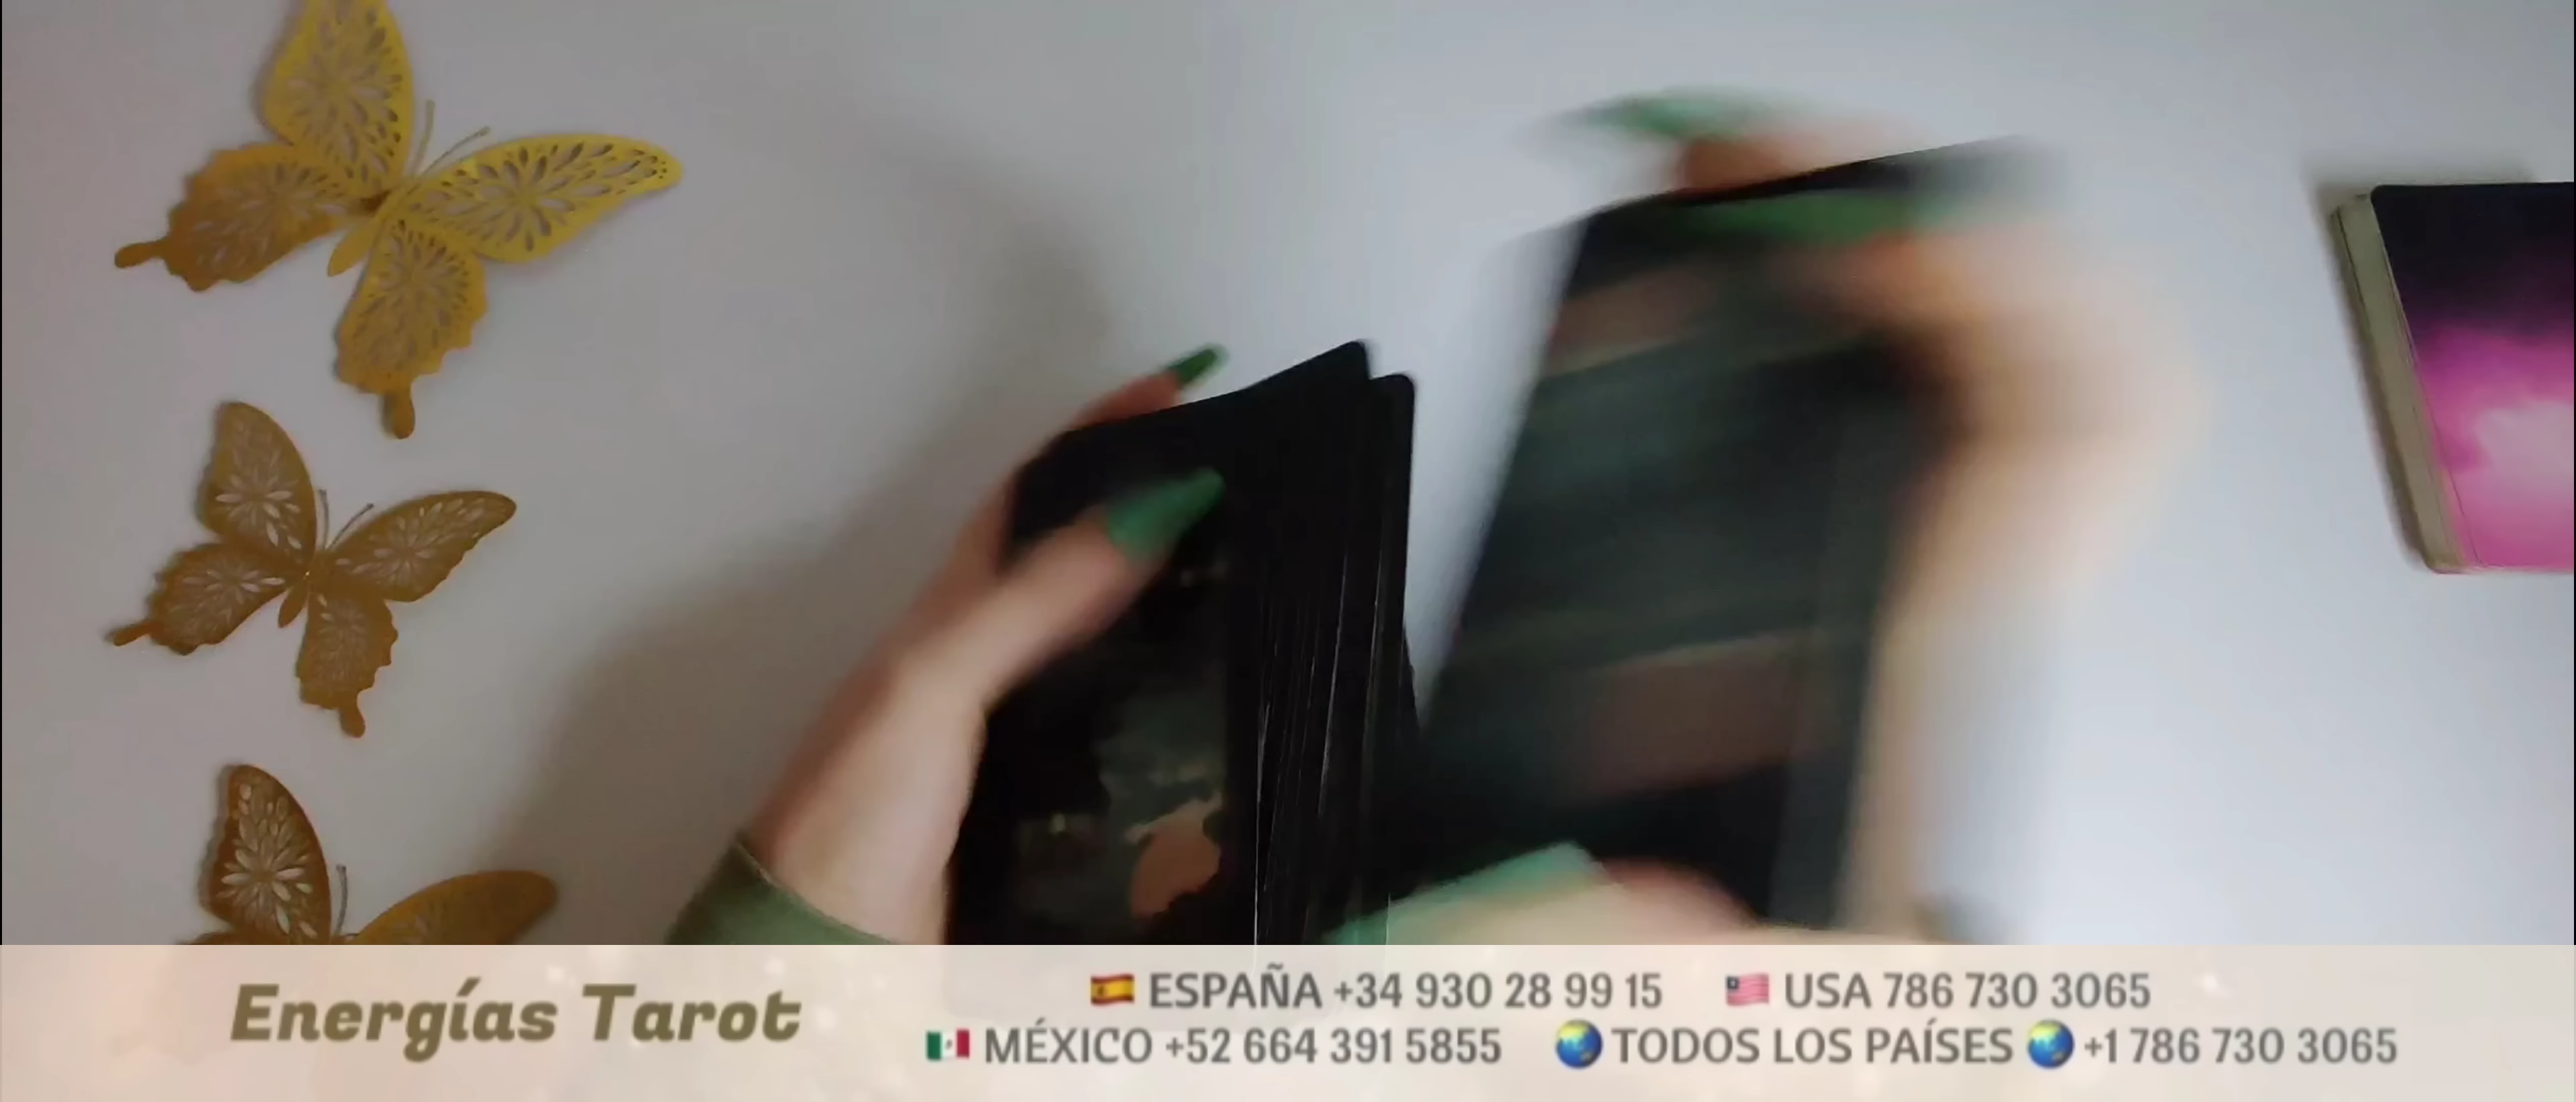 Energías Tarot
🇪🇸 ESPAÑA +34 930 28 99 15 🇱🇷 USA 786 730 3065
🇲🇽 MÉXICO +52 664 391 5855 🌏 TODOS LOS PAÍSES 🌏 +1 786 730 3065